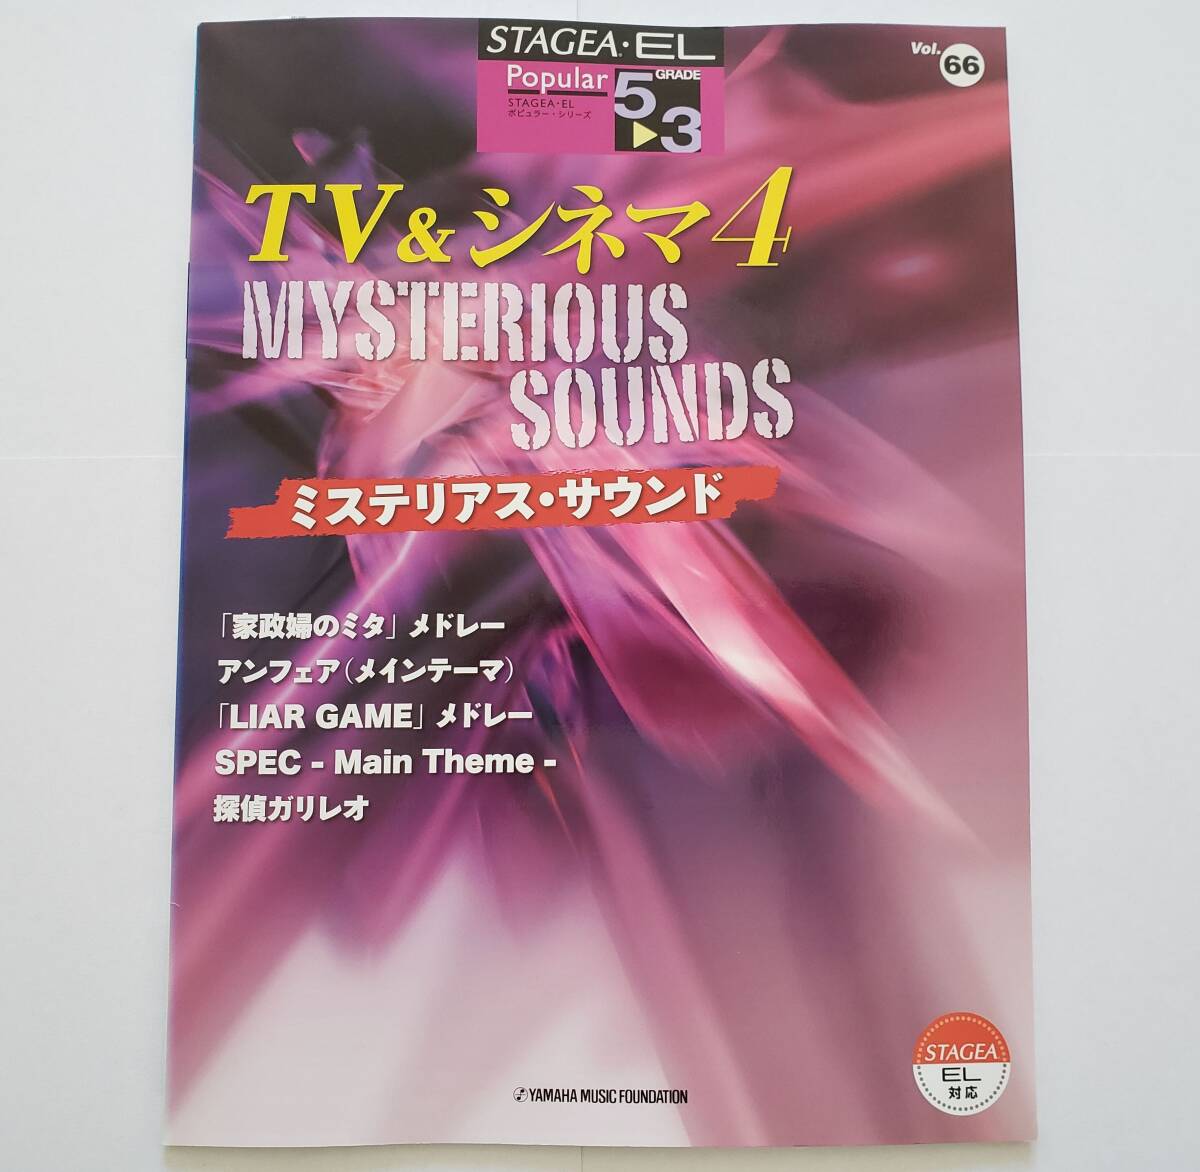 STAGEA・EL
Popular
STAGEA・EL
ポピュラー・シリーズ
GRADE
5▶3
Vol. 66
TV&シネマ4
MYSTERIOUS
SOUNDS
ミステリアス・サウンド
「家政婦のミタ」メドレー
アンフェア(メインテーマ)
「LIAR GAME」メドレー
SPEC - Main Theme -
探偵ガリレオ
YAMAHA MUSIC FOUNDATION
STAGEA
EL
対応